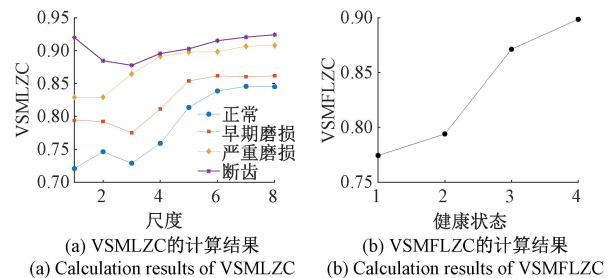 0.95
0.90
0.85
0.80
0.75
0.70
VSMLZC
正常
早期磨损
严重磨损
断齿
2 4 6 8
尺度
(a) VSMLZC的计算结果
(a) Calculation results of VSMLZC
0.90
0.85
0.80
0.75
VSMFLZC
1 2 3 4
健康状态
(b) VSMFLZC的计算结果
(b) Calculation results of VSMFLZC